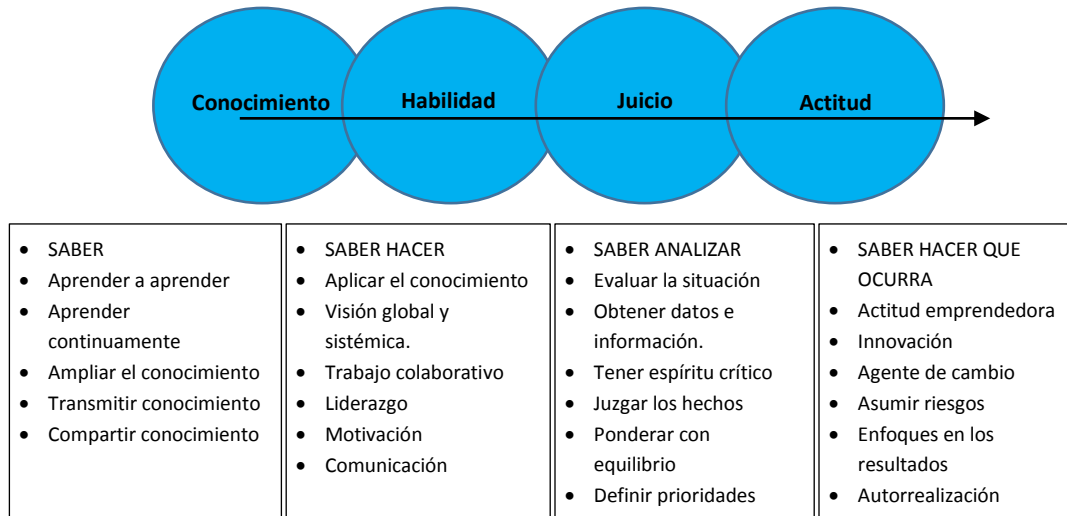 Conocimiento
Habilidad
Juicio
Actitud
• SABER
• Aprender a aprender
• Aprender
continuamente
• Ampliar el conocimiento
• Transmitir conocimiento
• Compartir conocimiento
• SABER HACER
• Aplicar el conocimiento
• Visión global y
sistémica.
• Trabajo colaborativo
• Liderazgo
• Motivación
• Comunicación
• SABER ANALIZAR
• Evaluar la situación
• Obtener datos e
información.
• Tener espíritu crítico
• Juzgar los hechos
• Ponderar con
equilibrio
• Definir prioridades
• SABER HACER QUE
OCURRA
• Actitud emprendedora
• Innovación
• Agente de cambio
• Asumir riesgos
• Enfoques en los
resultados
• Autorrealización